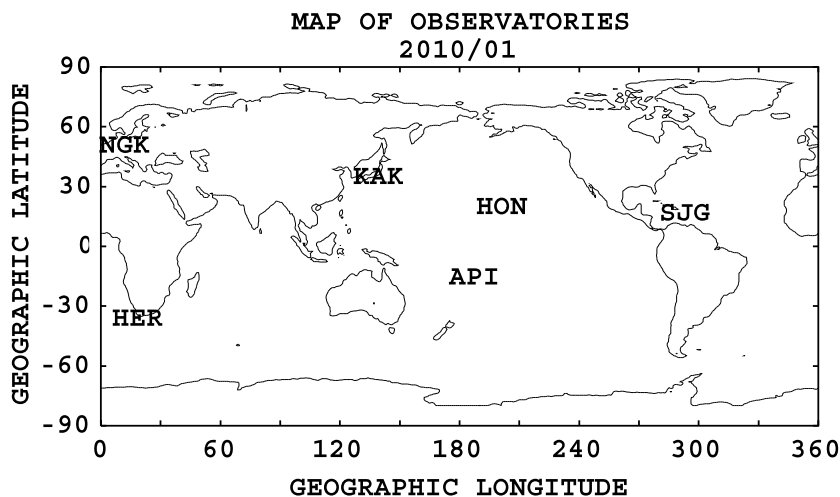 MAP OF OBSERVATORIES
2010/01
GEOGRAPHIC LATITUDE
90
60
30
0
-30
-60
-90
NGK
KAK
HON
SJG
API
HER
0 60 120 180 240 300 360
GEOGRAPHIC LONGITUDE